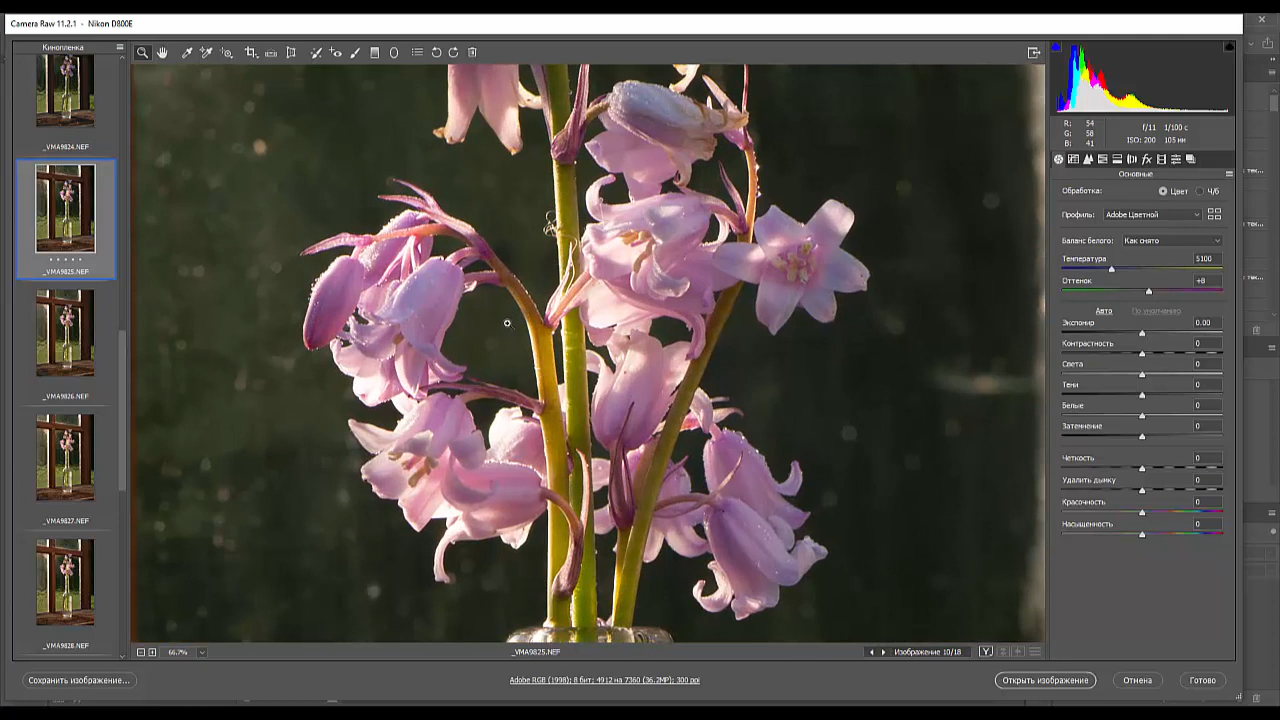 Camera Raw 11.2.1 - Nikon D800E
Кинопленка
_VMA9824.NEF
_VMA9825.NEF
_VMA9826.NEF
_VMA9827.NEF
_VMA9828.NEF
R: 54
G: 58
B: 41
f/11 1/100 с
ISO: 200 105 мм
Основные
Обработка: Цвет Ч/б
Профиль: Adobe Цветной
Баланс белого: Как снято
Температура 5100
Оттенок +8
Авто По умолчанию
Экспонир 0.00
Контрастность 0
Света 0
Тени 0
Белые 0
Затемнение 0
Четкость 0
Удалить дымку 0
Красочность 0
Насыщенность 0
66.7% _VMA9825.NEF Изображение 10/18 Y
Сохранить изображение... Adobe RGB (1998); 8 бит; 4912 на 7360 (36.2MP); 300 ppi Открыть изображение Отмена Готово